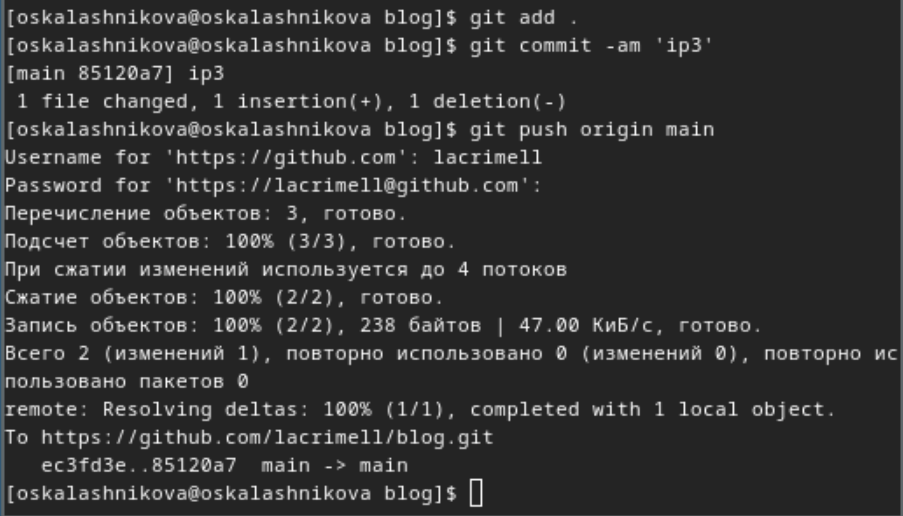 [oskalashnikova@oskalashnikova blog]$ git add .
[oskalashnikova@oskalashnikova blog]$ git commit -am 'ip3'
[main 85120a7] ip3
 1 file changed, 1 insertion(+), 1 deletion(-)
[oskalashnikova@oskalashnikova blog]$ git push origin main
Username for 'https://github.com': lacrimell
Password for 'https://lacrimell@github.com':
Перечисление объектов: 3, готово.
Подсчет объектов: 100% (3/3), готово.
При сжатии изменений используется до 4 потоков
Сжатие объектов: 100% (2/2), готово.
Запись объектов: 100% (2/2), 238 байтов | 47.00 КиБ/с, готово.
Всего 2 (изменений 1), повторно использовано 0 (изменений 0), повторно ис
пользовано пакетов 0
remote: Resolving deltas: 100% (1/1), completed with 1 local object.
To https://github.com/lacrimell/blog.git
   ec3fd3e..85120a7  main -> main
[oskalashnikova@oskalashnikova blog]$